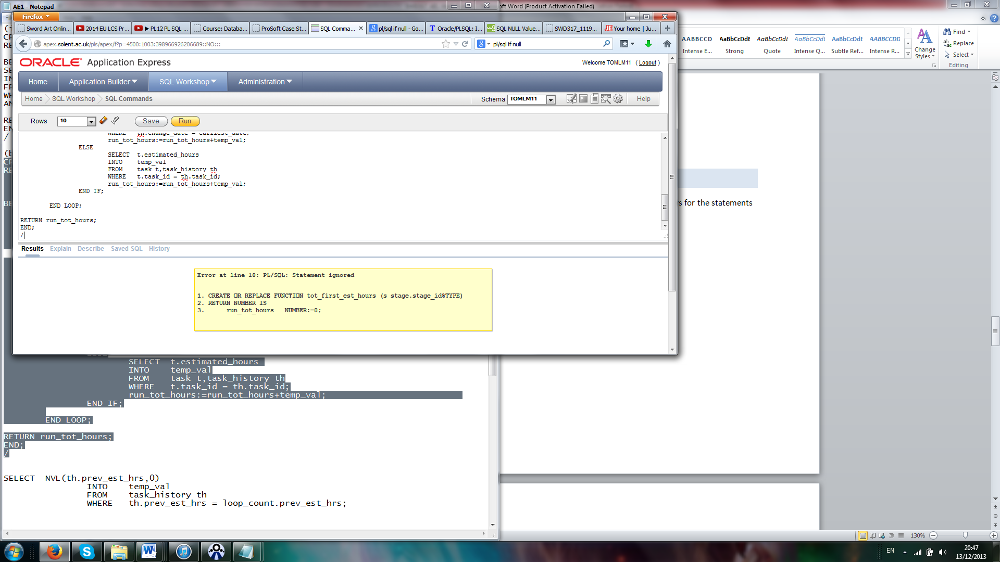 AE1 - Notepad
soft Word (Product Activation Failed)
Firefox
Sword Art Onlin...
2014 EU LCS Pr...
▶ PL12 PL SQL ...
Course: Databa...
ProSoft Case St...
SQL Comma...
pl/sql if null - Go...
Oracle/PLSQL: I...
SQL NULL Value...
SWD317_1119...
Your home | Ju...
apex.solent.ac.uk/pls/apex/f?p=4500:1003:398966926206689::NO:::
pl/sql if null
ORACLE Application Express
Welcome TOMLM11 ( Logout )
Home
Application Builder
SQL Workshop
Administration
Home
SQL Workshop
SQL Commands
Schema
TOMLM11
Help
Rows
10
Save
Run
run_tot_hours:=run_tot_hours+temp_val;
ELSE
SELECT t.estimated_hours
INTO temp_val
FROM task t,task_history th
WHERE t.task_id = th.task_id;
run_tot_hours:=run_tot_hours+temp_val;
END IF;
END LOOP;
RETURN run_tot_hours;
END;
/
Results
Explain
Describe
Saved SQL
History
Error at line 18: PL/SQL: Statement ignored
1. CREATE OR REPLACE FUNCTION tot_first_est_hours (s stage.stage_id%TYPE)
2. RETURN NUMBER IS
3. run_tot_hours NUMBER:=0;
AABBCCD
AaBbCcDdE
AaBbCcDdE
AaBbCcDdE
AaBbCcDdE
AABBCCDD
Intense E...
Strong
Quote
Intense Q...
Subtle Ref...
Intense R...
Change
Styles
Find
Replace
Select
Editing
s for the statements
SELECT t.estimated_hours
INTO temp_val
FROM task t,task_history th
WHERE t.task_id = th.task_id;
run_tot_hours:=run_tot_hours+temp_val;
END IF;
END LOOP;
RETURN run_tot_hours;
END;
/
SELECT NVL(th.prev_est_hrs,0)
INTO temp_val
FROM task_history th
WHERE th.prev_est_hrs = loop_count.prev_est_hrs;
130%
EN
20:47
13/12/2013